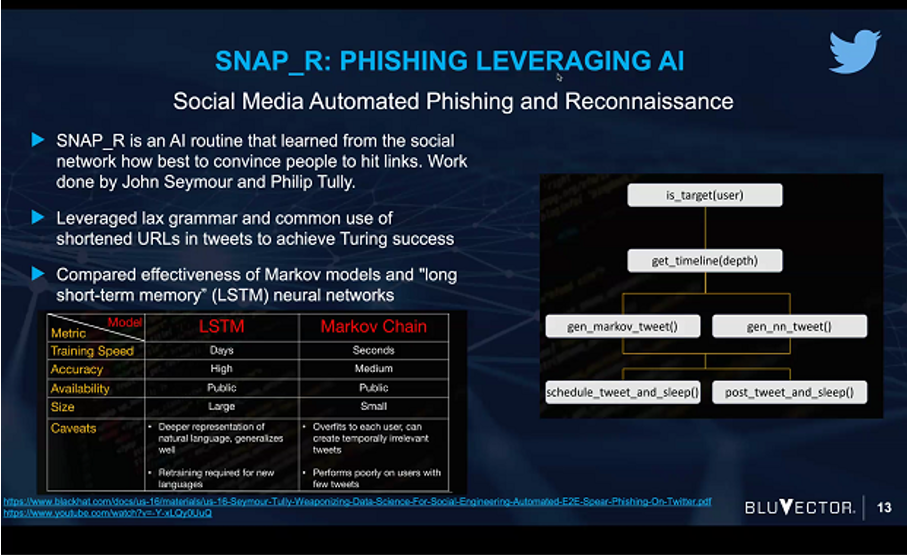 SNAP_R: PHISHING LEVERAGING AI
Social Media Automated Phishing and Reconnaissance
SNAP_R is an AI routine that learned from the social
network how best to convince people to hit links. Work
done by John Seymour and Philip Tully.
Leveraged lax grammar and common use of
shortened URLs in tweets to achieve Turing success
Compared effectiveness of Markov models and "long
short-term memory” (LSTM) neural networks
Model
Metric
LSTM
Markov Chain
Training Speed
Days
Seconds
Accuracy
High
Medium
Availability
Public
Public
Size
Large
Small
Caveats
• Deeper representation of
natural language, generalizes
well
• Retraining required for new
languages
• Overfits to each user, can
create temporally irrelevant
tweets
• Performs poorly on users with
few tweets
is_target(user)
get_timeline(depth)
gen_markov_tweet()
gen_nn_tweet()
schedule_tweet_and_sleep()
post_tweet_and_sleep()
https://www.blackhat.com/docs/us-16/materials/us-16-Seymour-Tully-Weaponizing-Data-Science-For-Social-Engineering-Automated-E2E-Spear-Phishing-On-Twitter.pdf
https://www.youtube.com/watch?v=-Y-xLQy0UuQ
BLUVECTOR.
13